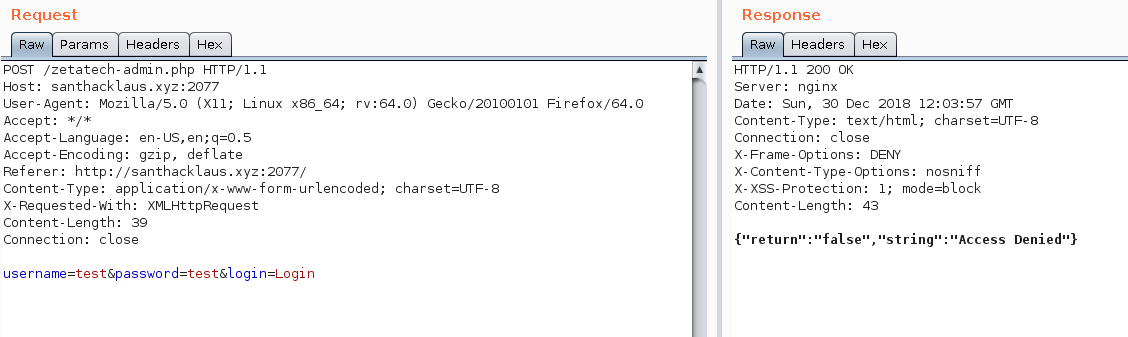 Request
Raw Params Headers Hex
POST /zetatech-admin.php HTTP/1.1
Host: santhacklaus.xyz:2077
User-Agent: Mozilla/5.0 (X11; Linux x86_64; rv:64.0) Gecko/20100101 Firefox/64.0
Accept: */*
Accept-Language: en-US,en;q=0.5
Accept-Encoding: gzip, deflate
Referer: http://santhacklaus.xyz:2077/
Content-Type: application/x-www-form-urlencoded; charset=UTF-8
X-Requested-With: XMLHttpRequest
Content-Length: 39
Connection: close

username=test&password=test&login=Login
Response
Raw Headers Hex
HTTP/1.1 200 OK
Server: nginx
Date: Sun, 30 Dec 2018 12:03:57 GMT
Content-Type: text/html; charset=UTF-8
Connection: close
X-Frame-Options: DENY
X-Content-Type-Options: nosniff
X-XSS-Protection: 1; mode=block
Content-Length: 43

{"return":"false","string":"Access Denied"}